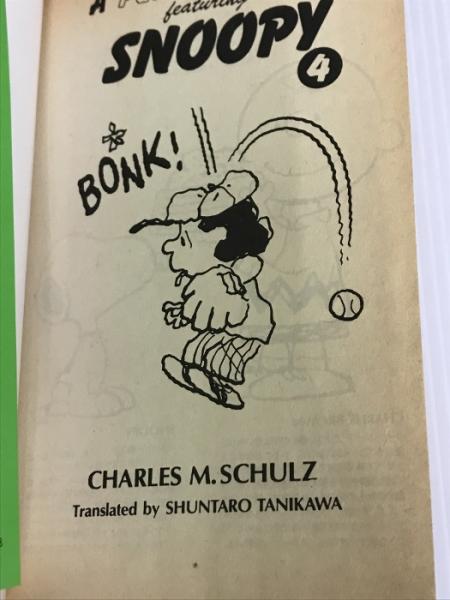 A
featuring
SNOOPY
4
* BONK!
CHARLES M. SCHULZ
Translated by SHUNTARO TANIKAWA